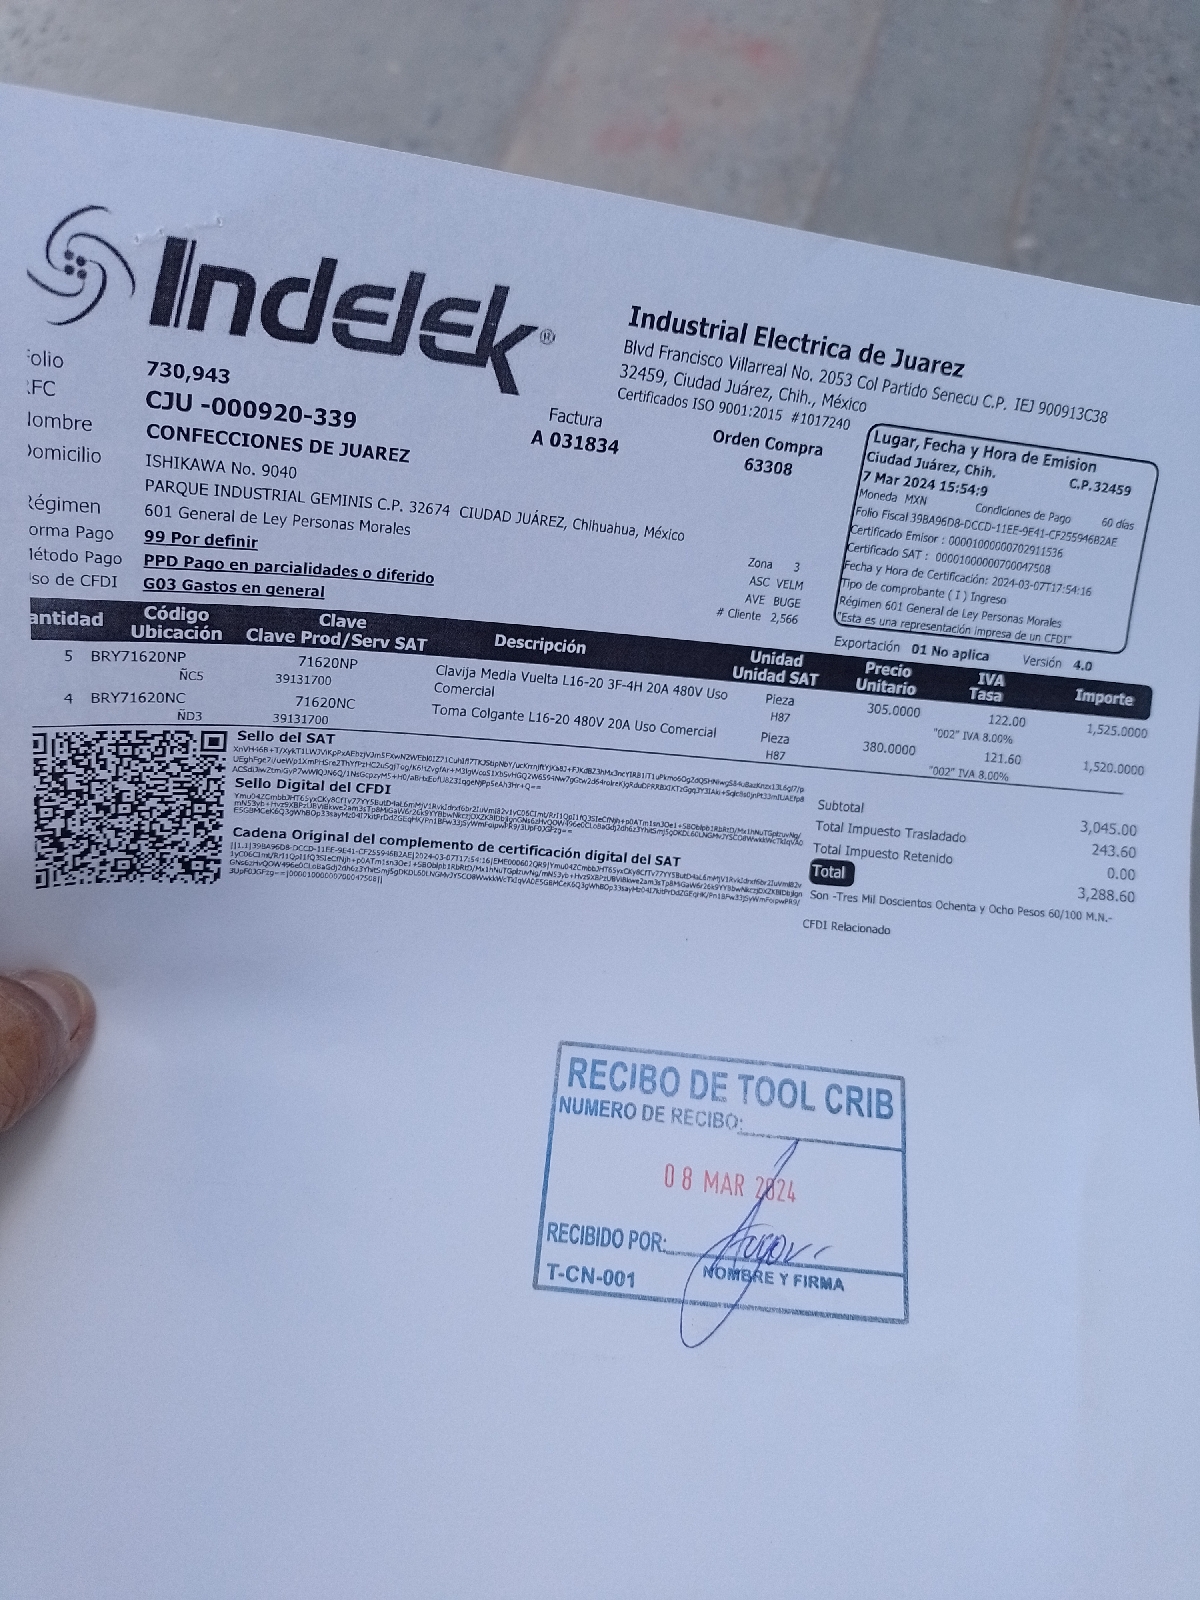 Indelek®
Industrial Electrica de Juarez
Blvd Francisco Villarreal No. 2053 Col Partido Senecu C.P. IEJ 900913C38
32459, Ciudad Juárez, Chih., México
Certificados ISO 9001:2015 #1017240
olio 730,943
FC CJU -000920-339
ombre CONFECCIONES DE JUAREZ
omicilio ISHIKAWA No. 9040
PARQUE INDUSTRIAL GEMINIS C.P. 32674 CIUDAD JUÁREZ, Chihuahua, México
égimen 601 General de Ley Personas Morales
orma Pago 99 Por definir
étodo Pago PPD Pago en parcialidades o diferido
so de CFDI G03 Gastos en general
Factura
A 031834
Orden Compra
63308
Zona 3
ASC VELM
AVE BUGE
# Cliente 2,566
Lugar, Fecha y Hora de Emision
Ciudad Juárez, Chih. C.P.32459
7 Mar 2024 15:54:9
Moneda MXN Condiciones de Pago 60 días
Folio Fiscal 39BA96D8-DCCD-11EE-9E41-CF255946B2AE
Certificado Emisor : 00001000000702911536
Certificado SAT : 00001000000700047508
Fecha y Hora de Certificación: 2024-03-07T17:54:16
Tipo de comprobante ( I ) Ingreso
Régimen 601 General de Ley Personas Morales
"Esta es una representación impresa de un CFDI"
Exportación 01 No aplica Versión 4.0
antidad Código Ubicación Clave Clave Prod/Serv SAT Descripción Unidad Unidad SAT Precio Unitario IVA Tasa Importe
5 BRY71620NP 71620NP Clavija Media Vuelta L16-20 3F-4H 20A 480V Uso Pieza 305.0000 122.00 1,525.0000
ÑC5 39131700 Comercial H87 "002" IVA 8.00%
4 BRY71620NC 71620NC Toma Colgante L16-20 480V 20A Uso Comercial Pieza 380.0000 121.60 1,520.0000
ÑD3 39131700 H87 "002" IVA 8.00%
Sello del SAT
Sello Digital del CFDI
Cadena Original del complemento de certificación digital del SAT
Subtotal 3,045.00
Total Impuesto Trasladado 243.60
Total Impuesto Retenido 0.00
Total 3,288.60
Son -Tres Mil Doscientos Ochenta y Ocho Pesos 60/100 M.N.-
CFDI Relacionado
RECIBO DE TOOL CRIB
NUMERO DE RECIBO:
08 MAR 2024
RECIBIDO POR:
NOMBRE Y FIRMA
T-CN-001